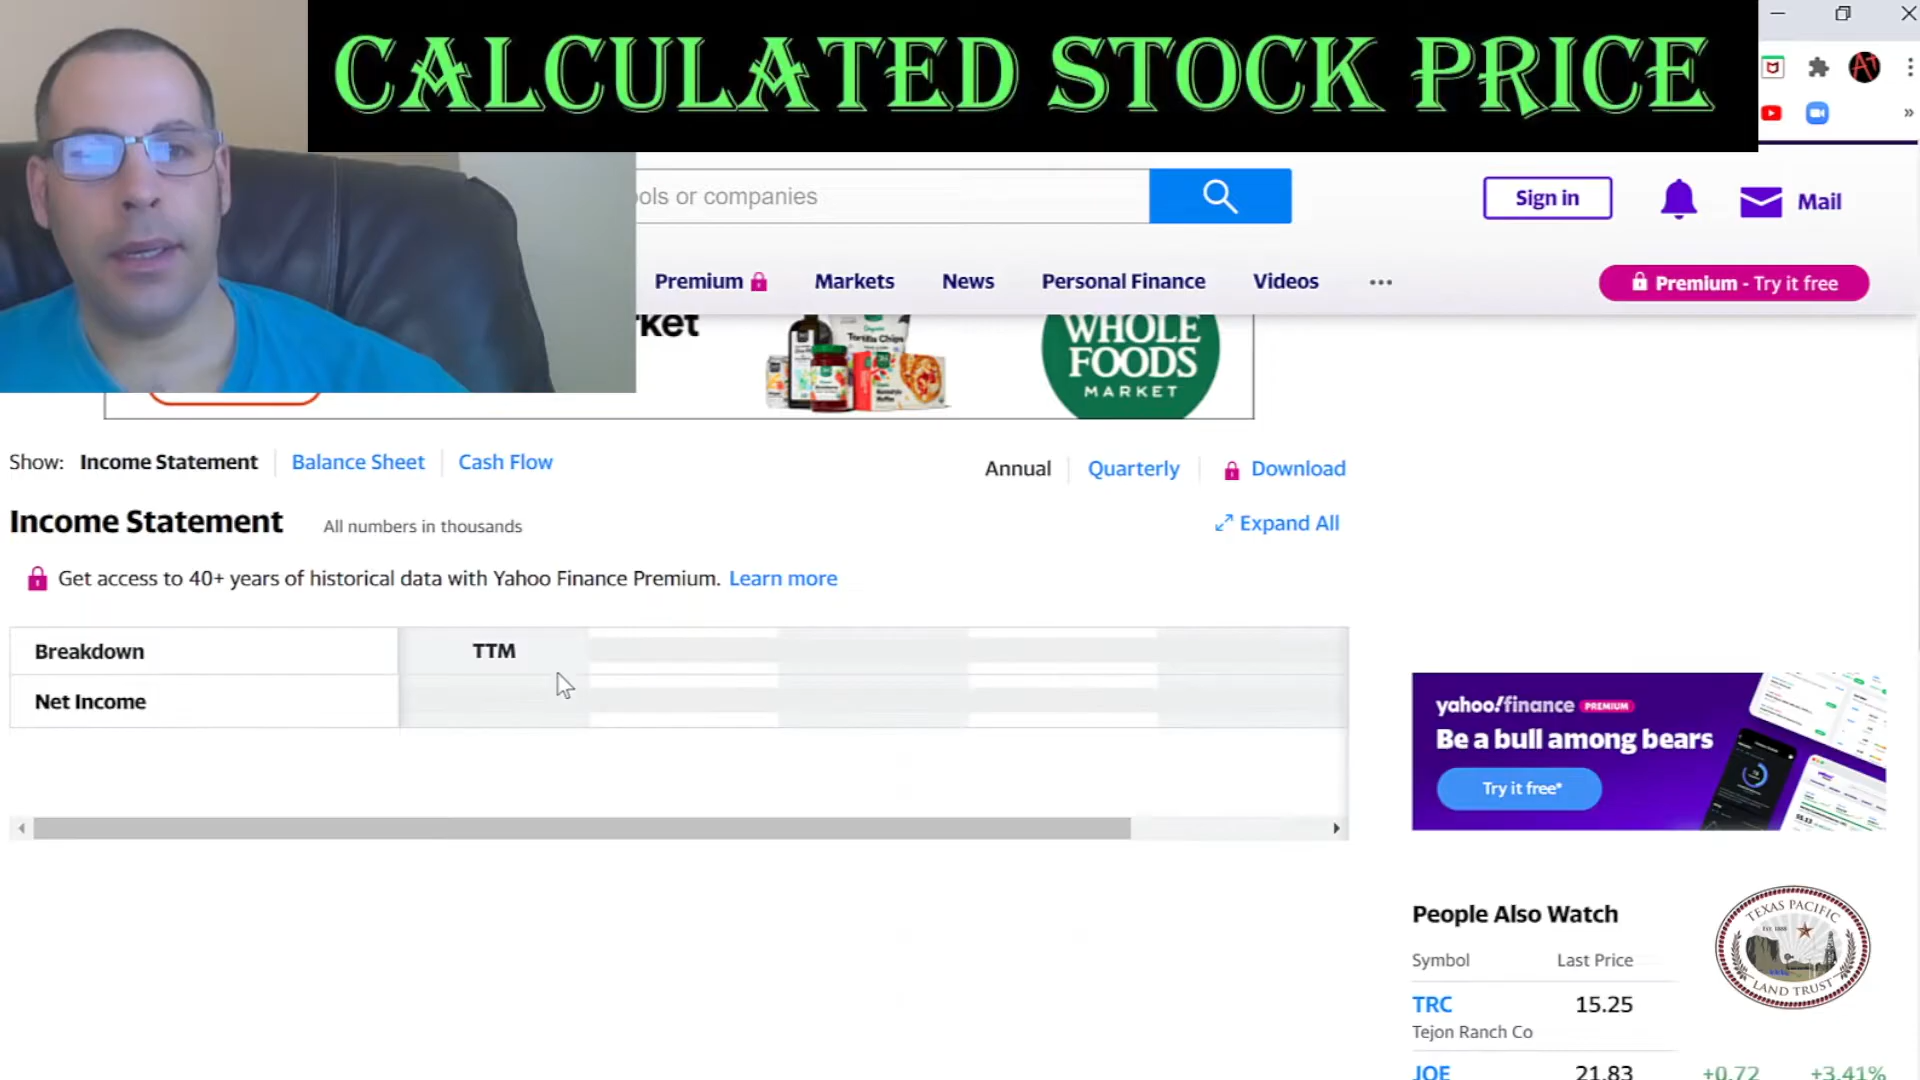 CALCULATED STOCK PRICE
ols or companies
Sign in
Mail
Premium
Markets
News
Personal Finance
Videos
Premium - Try it free
ket
Tortilla Chips
WHOLE
FOODS
MARKET
Show:
Income Statement
Balance Sheet
Cash Flow
Annual
Quarterly
Download
Income Statement
All numbers in thousands
Expand All
Get access to 40+ years of historical data with Yahoo Finance Premium. Learn more
Breakdown
TTM
Net Income
yahoo!finance PREMIUM
Be a bull among bears
Try it free*
People Also Watch
TEXAS PACIFIC
EST. 1888
LAND TRUST
Symbol
Last Price
TRC
15.25
Tejon Ranch Co
JOE
21.83
+0.72
+3.41%